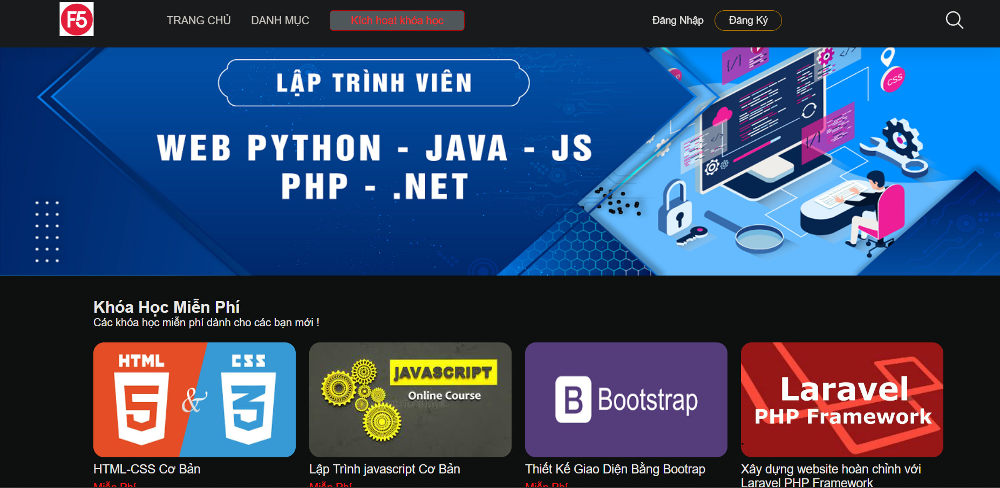 F5
TRANG CHỦ
DANH MỤC
Kích hoạt khóa học
Đăng Nhập
Đăng Ký
LẬP TRÌNH VIÊN
WEB PYTHON - JAVA - JS
PHP - .NET
CSS
Khóa Học Miễn Phí
Các khóa học miễn phí dành cho các bạn mới !
HTML
CSS
5 & 3
JAVASCRIPT
Online Course
B Bootstrap
Laravel
PHP Framework
HTML-CSS Cơ Bản
Lập Trình javascript Cơ Bản
Thiết Kế Giao Diện Bằng Bootrap
Xây dựng website hoàn chỉnh với
Laravel PHP Framework
Miễn Phí
Miễn Phí
Miễn Phí